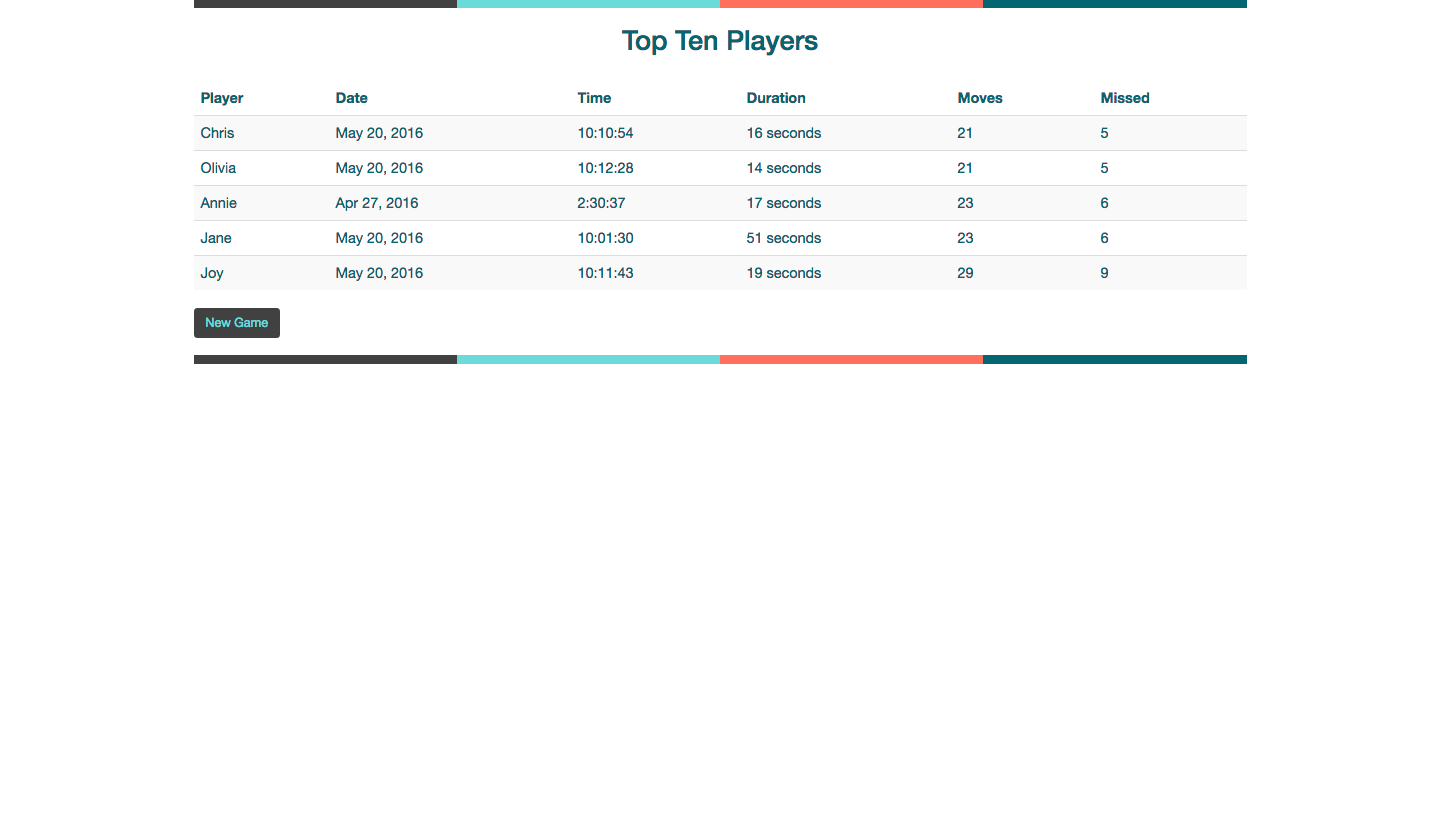 Top Ten Players
Player Date Time Duration Moves Missed
Chris May 20, 2016 10:10:54 16 seconds 21 5
Olivia May 20, 2016 10:12:28 14 seconds 21 5
Annie Apr 27, 2016 2:30:37 17 seconds 23 6
Jane May 20, 2016 10:01:30 51 seconds 23 6
Joy May 20, 2016 10:11:43 19 seconds 29 9
New Game